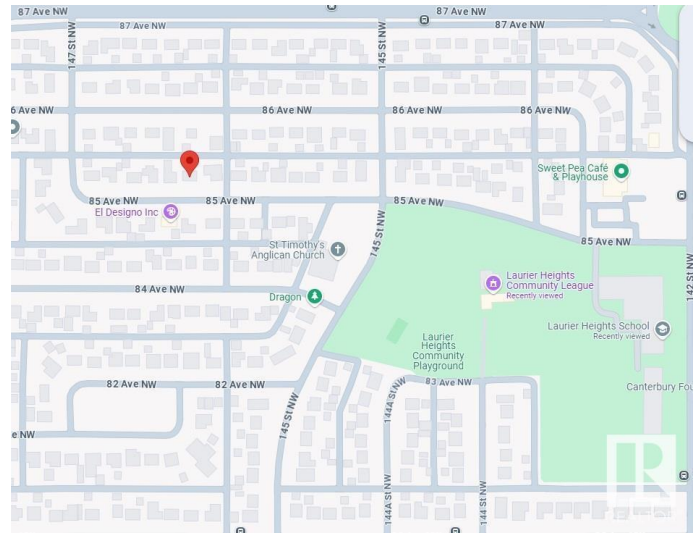 87 Ave NW
87 Ave NW
87 Ave NW
87 Ave NW
147 St NW
145 St NW
6 Ave NW
86 Ave NW
86 Ave NW
86 Ave NW
Sweet Pea Café
& Playhouse
85 Ave NW
85 Ave NW
85 Ave NW
El Designo Inc
85 Ave NW
St Timothy's
Anglican Church
145 St NW
142 St NW
84 Ave NW
Dragon
Laurier Heights
Community League
Recently viewed
Laurier Heights School
Recently viewed
Laurier
Heights
Community
Playground
82 Ave NW
82 Ave NW
83 Ave NW
144A St NW
Canterbury Fou
e NW
145 St NW
144A St NW
144 St NW
R